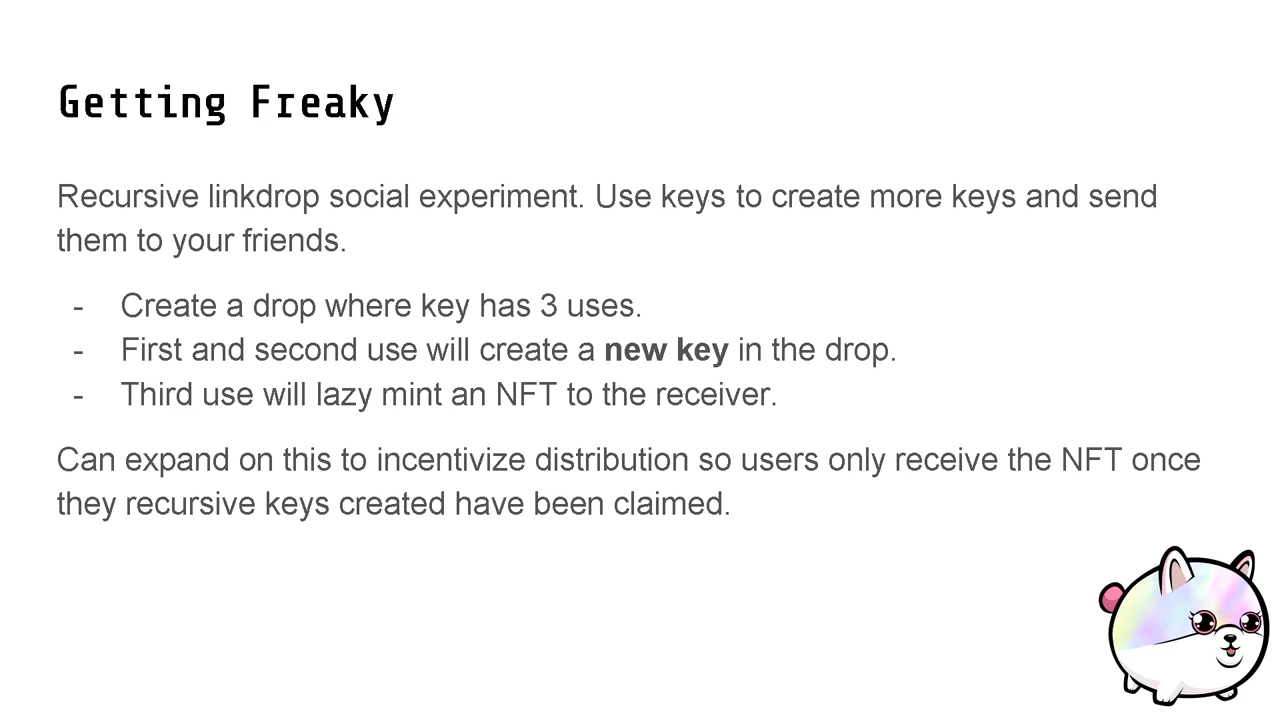 Getting Freaky
Recursive linkdrop social experiment. Use keys to create more keys and send
them to your friends.
- Create a drop where key has 3 uses.
- First and second use will create a new key in the drop.
- Third use will lazy mint an NFT to the receiver.
Can expand on this to incentivize distribution so users only receive the NFT once
they recursive keys created have been claimed.